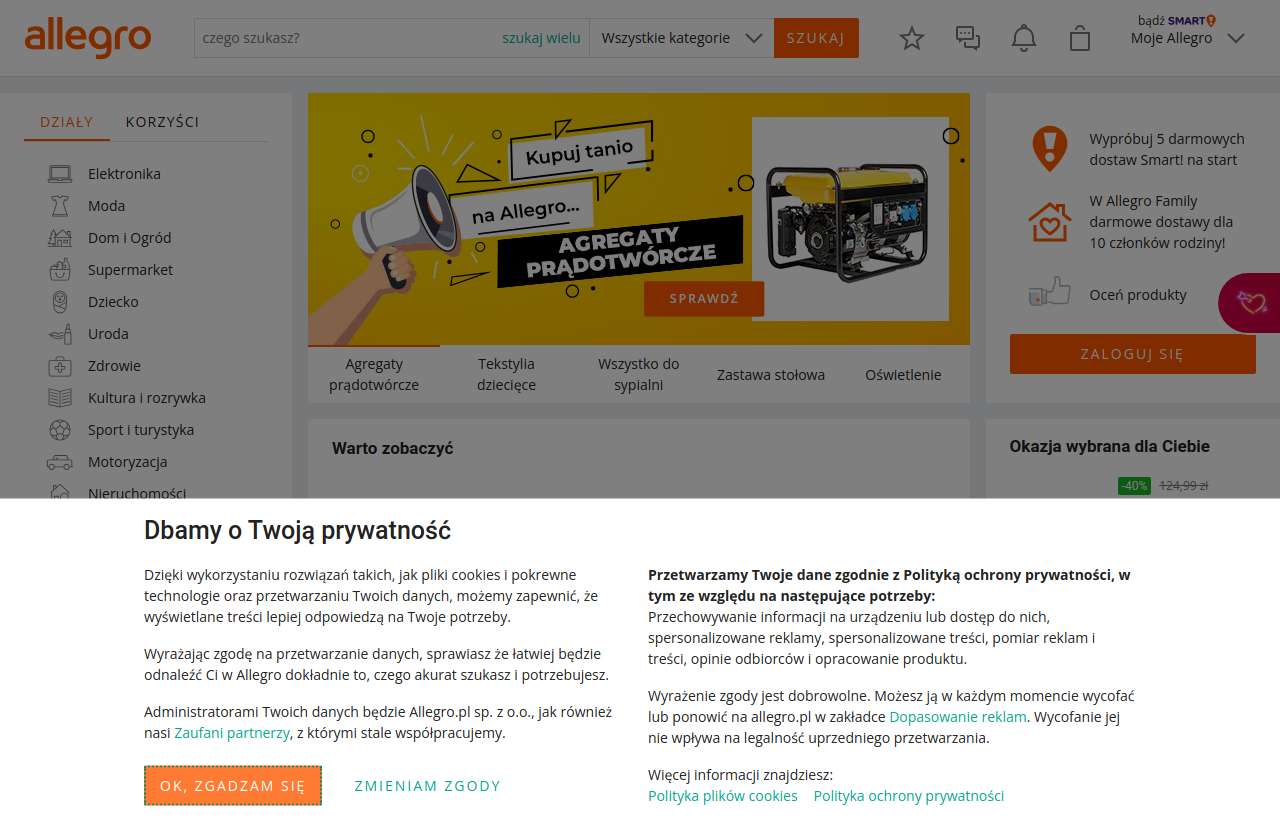 allegro
czego szukasz?
szukaj wielu
Wszystkie kategorie
SZUKAJ
bądź SMART!
Moje Allegro
DZIAŁY
KORZYŚCI
Elektronika
Moda
Dom i Ogród
Supermarket
Dziecko
Uroda
Zdrowie
Kultura i rozrywka
Sport i turystyka
Motoryzacja
Nieruchomości
Kupuj tanio
na Allegro...
AGREGATY
PRĄDOTWÓRCZE
SPRAWDŹ
Agregaty
prądotwórcze
Tekstylia
dziecięce
Wszystko do
sypialni
Zastawa stołowa
Oświetlenie
Wypróbuj 5 darmowych
dostaw Smart! na start
W Allegro Family
darmowe dostawy dla
10 członków rodziny!
Oceń produkty
ZALOGUJ SIĘ
Warto zobaczyć
Okazja wybrana dla Ciebie
-40%
124,99 zł
Dbamy o Twoją prywatność
Dzięki wykorzystaniu rozwiązań takich, jak pliki cookies i pokrewne
technologie oraz przetwarzaniu Twoich danych, możemy zapewnić, że
wyświetlane treści lepiej odpowiedzą na Twoje potrzeby.
Wyrażając zgodę na przetwarzanie danych, sprawiasz że łatwiej będzie
odnaleźć Ci w Allegro dokładnie to, czego akurat szukasz i potrzebujesz.
Administratorami Twoich danych będzie Allegro.pl sp. z o.o., jak również
nasi Zaufani partnerzy, z którymi stale współpracujemy.
OK, ZGADZAM SIĘ
ZMIENIAM ZGODY
Przetwarzamy Twoje dane zgodnie z Polityką ochrony prywatności, w
tym ze względu na następujące potrzeby:
Przechowywanie informacji na urządzeniu lub dostęp do nich,
spersonalizowane reklamy, spersonalizowane treści, pomiar reklam i
treści, opinie odbiorców i opracowanie produktu.
Wyrażenie zgody jest dobrowolne. Możesz ją w każdym momencie wycofać
lub ponowić na allegro.pl w zakładce Dopasowanie reklam. Wycofanie jej
nie wpływa na legalność uprzedniego przetwarzania.
Więcej informacji znajdziesz:
Polityka plików cookies
Polityka ochrony prywatności